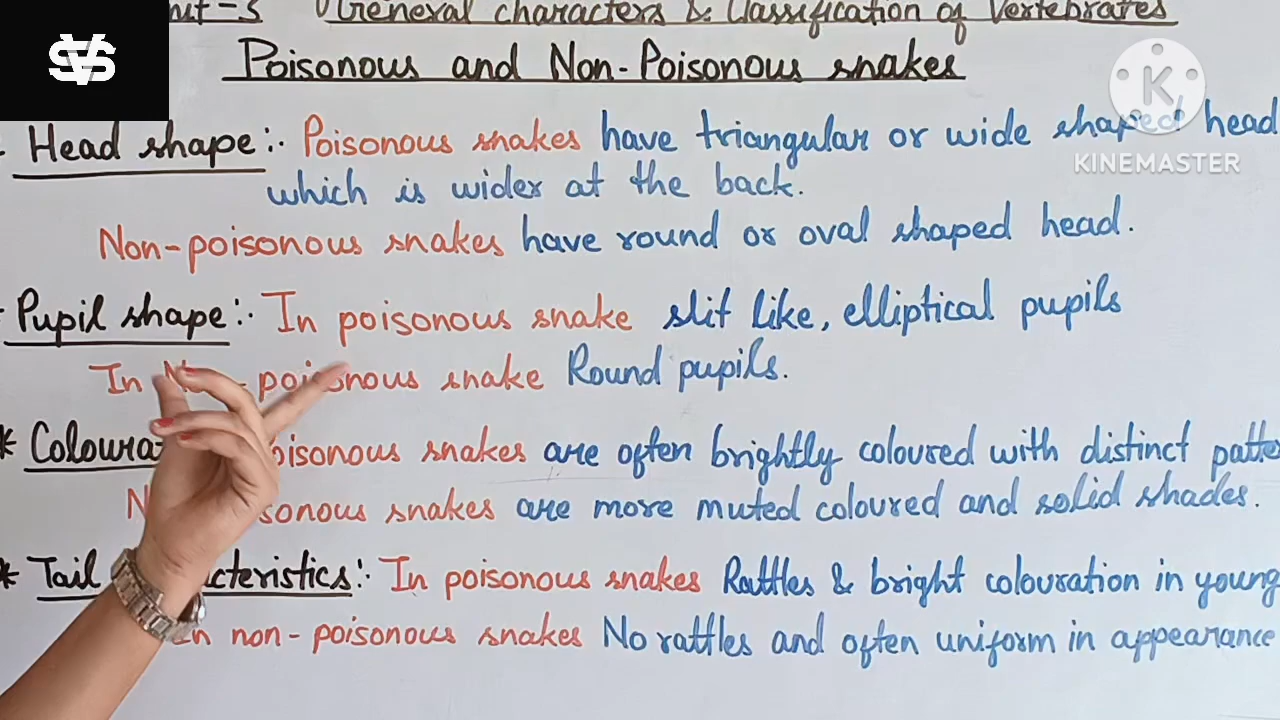 General characters & Classification of Vertebrates
SVS
Poisonous and Non-Poisonous snakes
K
KINEMASTER
Head shape:- Poisonous snakes have triangular or wide shaped head
which is wider at the back.
Non-poisonous snakes have round or oval shaped head.
Pupil shape:- In poisonous snake slit like, elliptical pupils
In poisonous snake Round pupils.
* poisonous snakes are often brightly coloured with distinct
snakes are more muted coloured and solid shades.
* Tail :- In poisonous snakes Rattles & bright colouration in young
In non-poisonous snakes No rattles and often uniform in appearance